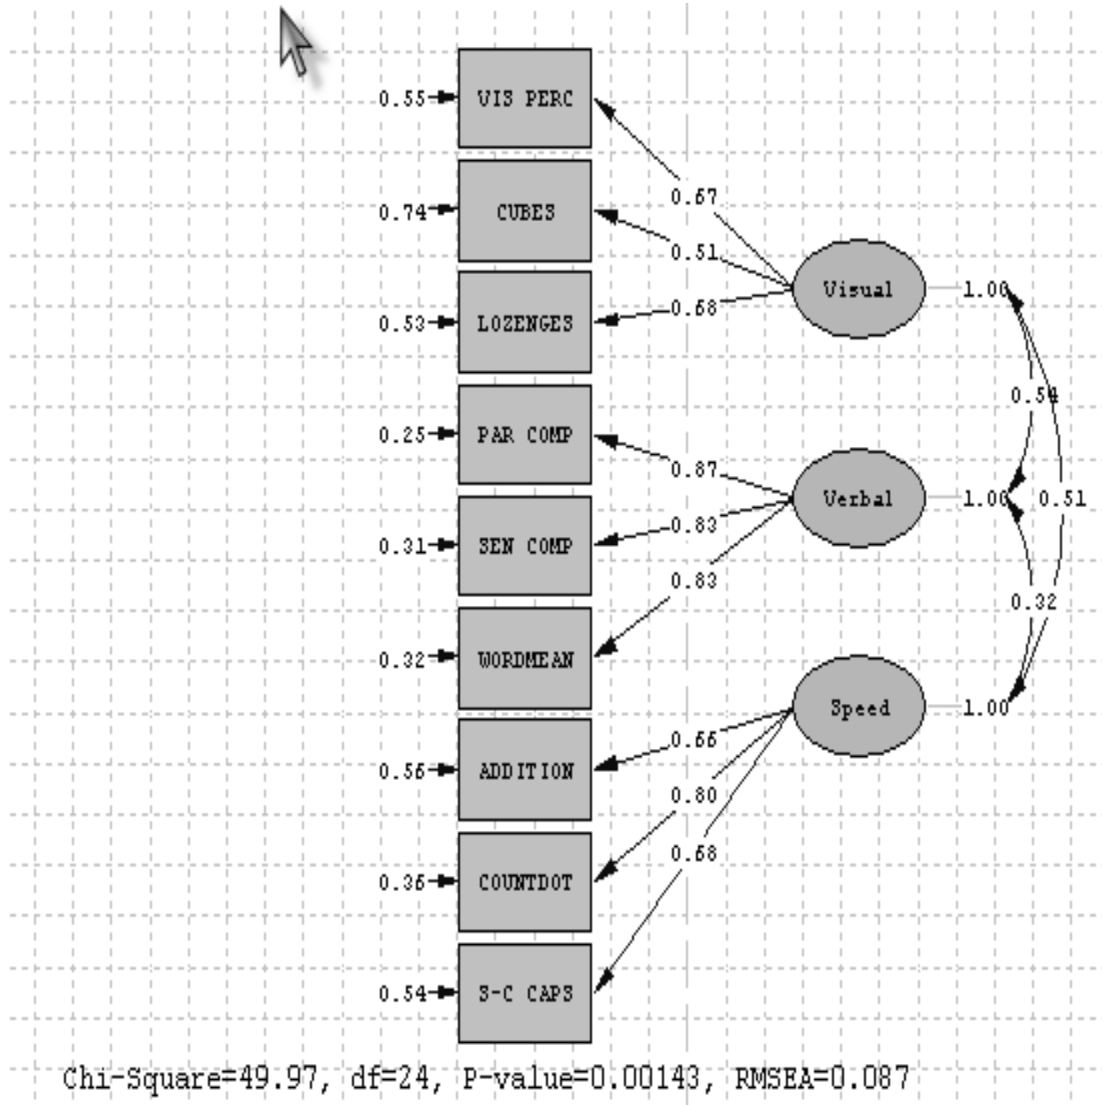 0.55 VIS PERC
0.67
0.74 CUBES
0.51
Visual 1.00
0.53 LOZENGES
0.68
0.54
0.25 PAR COMP
0.87
Verbal 1.00 0.51
0.83
0.31 SEN COMP
0.83
0.32
0.32 WORDMEAN
Speed 1.00
0.66
0.56 ADDITION
0.80
0.68
0.36 COUNTDOT
0.54 S-C CAPS
Chi-Square=49.97, df=24, P-value=0.00143, RMSEA=0.087